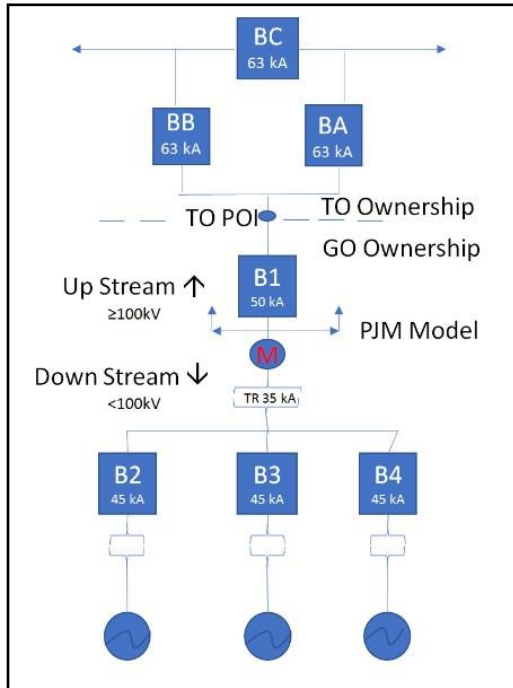 BC
63 kA
BB
63 kA
BA
63 kA
TO POI
TO Ownership
GO Ownership
B1
50 kA
Up Stream ↑
≥100kV
PJM Model
M
Down Stream ↓
<100kV
TR 35 kA
B2
45 kA
B3
45 kA
B4
45 kA